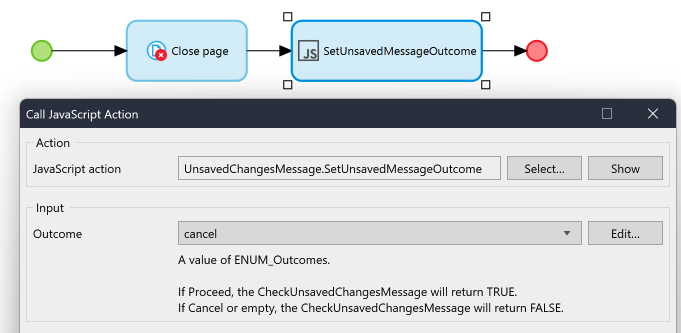 Close page
JS
SetUnsavedMessageOutcome
Call JavaScript Action
Action
JavaScript action
UnsavedChangesMessage.SetUnsavedMessageOutcome
Select...
Show
Input
Outcome
cancel
Edit...
A value of ENUM_Outcomes.
If Proceed, the CheckUnsavedChangesMessage will return TRUE.
If Cancel or empty, the CheckUnsavedChangesMessage will return FALSE.